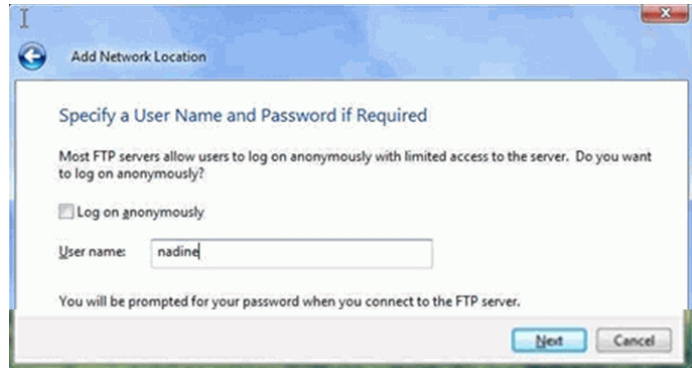 Add Network Location
Specify a User Name and Password if Required
Most FTP servers allow users to log on anonymously with limited access to the server. Do you want
to log on anonymously?
Log on anonymously
User name: nadine
You will be prompted for your password when you connect to the FTP server.
Next Cancel